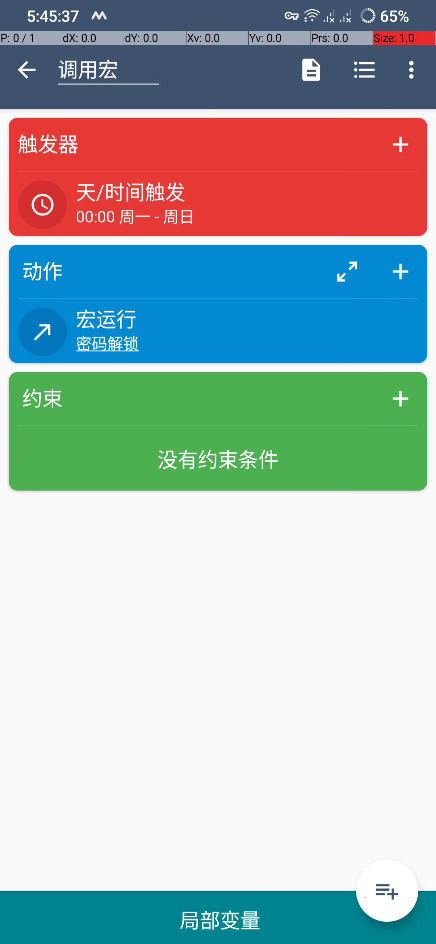 5:45:37 65%
P: 0 / 1 dX: 0.0 dY: 0.0 Xv: 0.0 Yv: 0.0 Prs: 0.0 Size: 1.0
调用宏
触发器
天/时间触发
00:00 周一 - 周日
动作
宏运行
密码解锁
约束
没有约束条件
局部变量